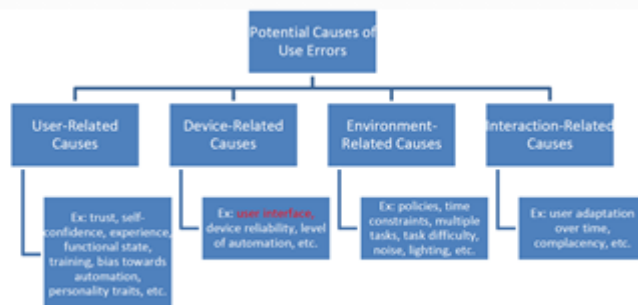 Potential Causes of
Use Errors
User-Related
Causes
Device-Related
Causes
Environment-
Related Causes
Interaction-Related
Causes
Ex: trust, self-
confidence, experience,
functional state,
training, bias towards
automation,
personality traits, etc.
Ex: user interface,
device reliability, level
of automation, etc.
Ex: policies, time
constraints, multiple
tasks, task difficulty,
noise, lighting, etc.
Ex: user adaptation
over time,
complacency, etc.